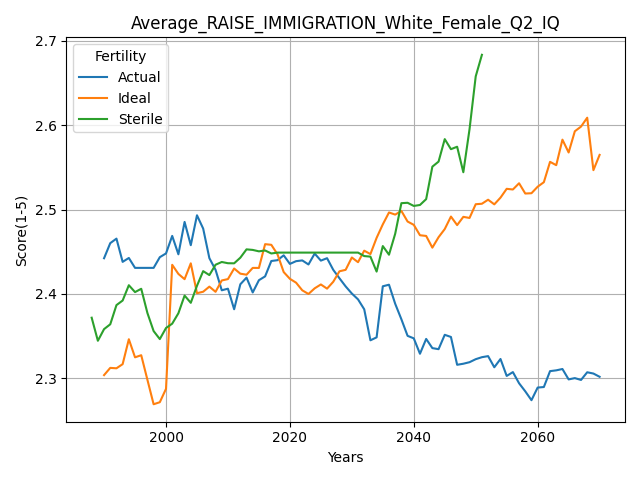 Average_RAISE_IMMIGRATION_White_Female_Q2_IQ
2.7
2.6
2.5
2.4
2.3
Score(1-5)
Fertility
Actual
Ideal
Sterile
2000
2020
2040
2060
Years